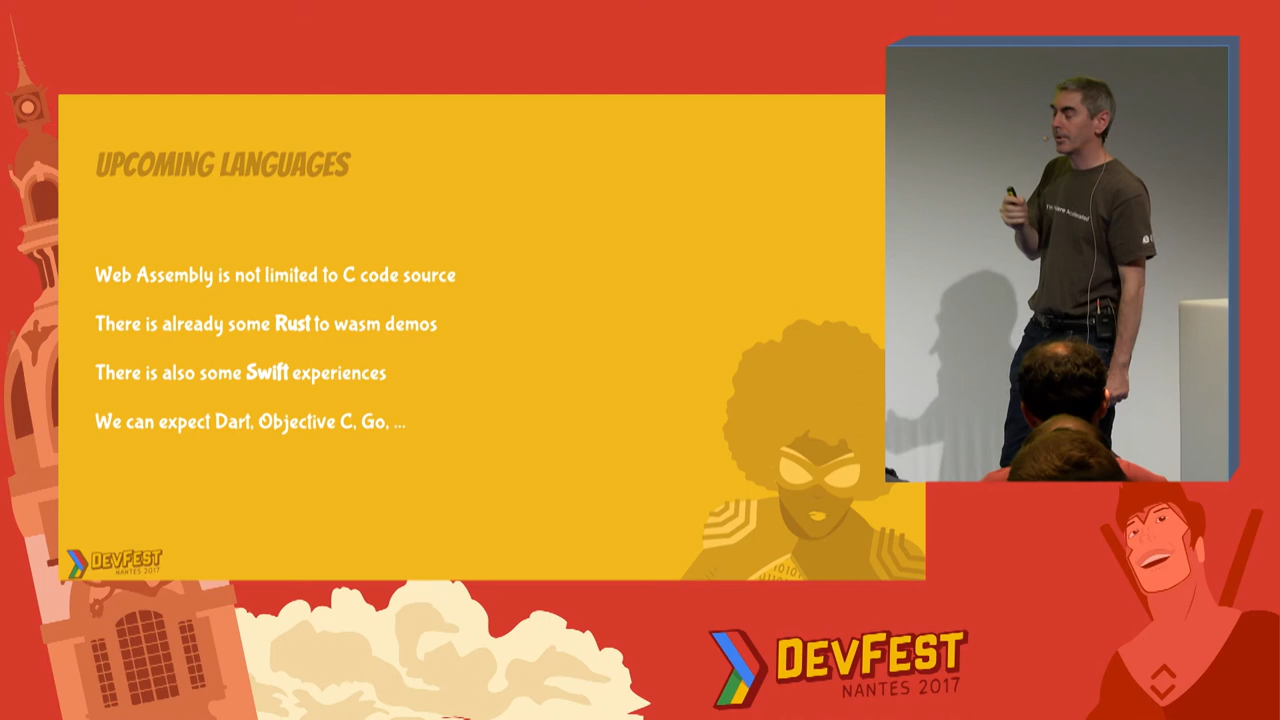 UPCOMING LANGUAGES
Web Assembly is not limited to C code source
There is already some Rust to wasm demos
There is also some Swift experiences
We can expect Dart, Objective C, Go, ...
DEVFEST
NANTES 2017
DEVFEST
NANTES 2017